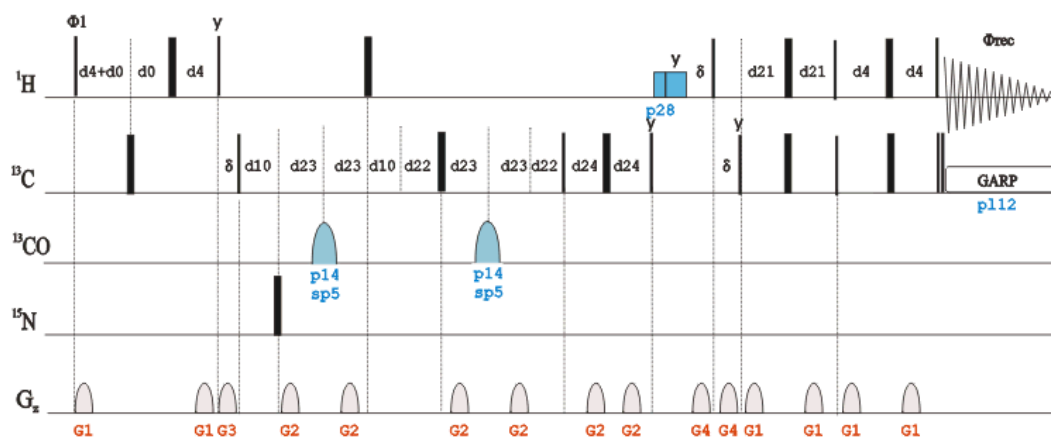 Φ1 y Φrec
¹H d4+d0 d0 d4 y δ d21 d21 d4 d4
p28
y y
¹³C δ d10 d23 d23 d10 d22 d23 d23 d22 d24 d24 δ GARP
pl12
¹³CO
p14 p14
sp5 sp5
¹⁵N
Gz
G1 G1 G3 G2 G2 G2 G2 G2 G2 G4 G4 G1 G1 G1 G1